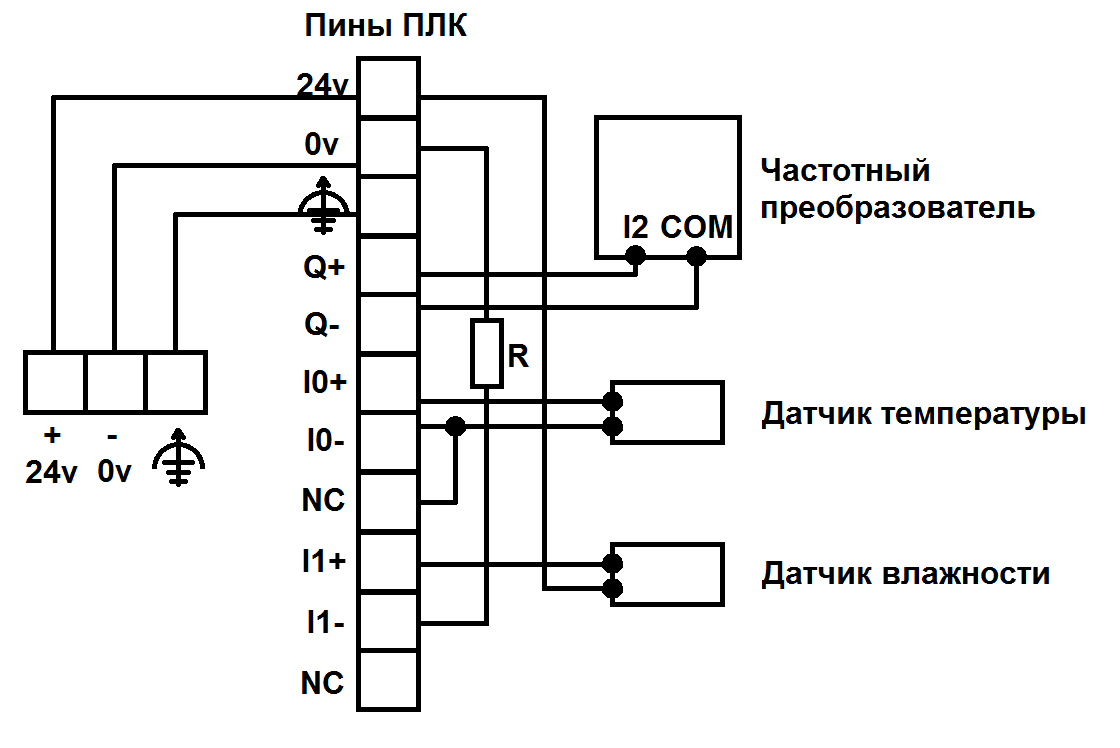 Пины ПЛК
24v
0v
Q+
Q-
I0+
I0-
NC
I1+
I1-
NC
+
24v
-
0v
R
I2 COM
Частотный
преобразователь
Датчик температуры
Датчик влажности